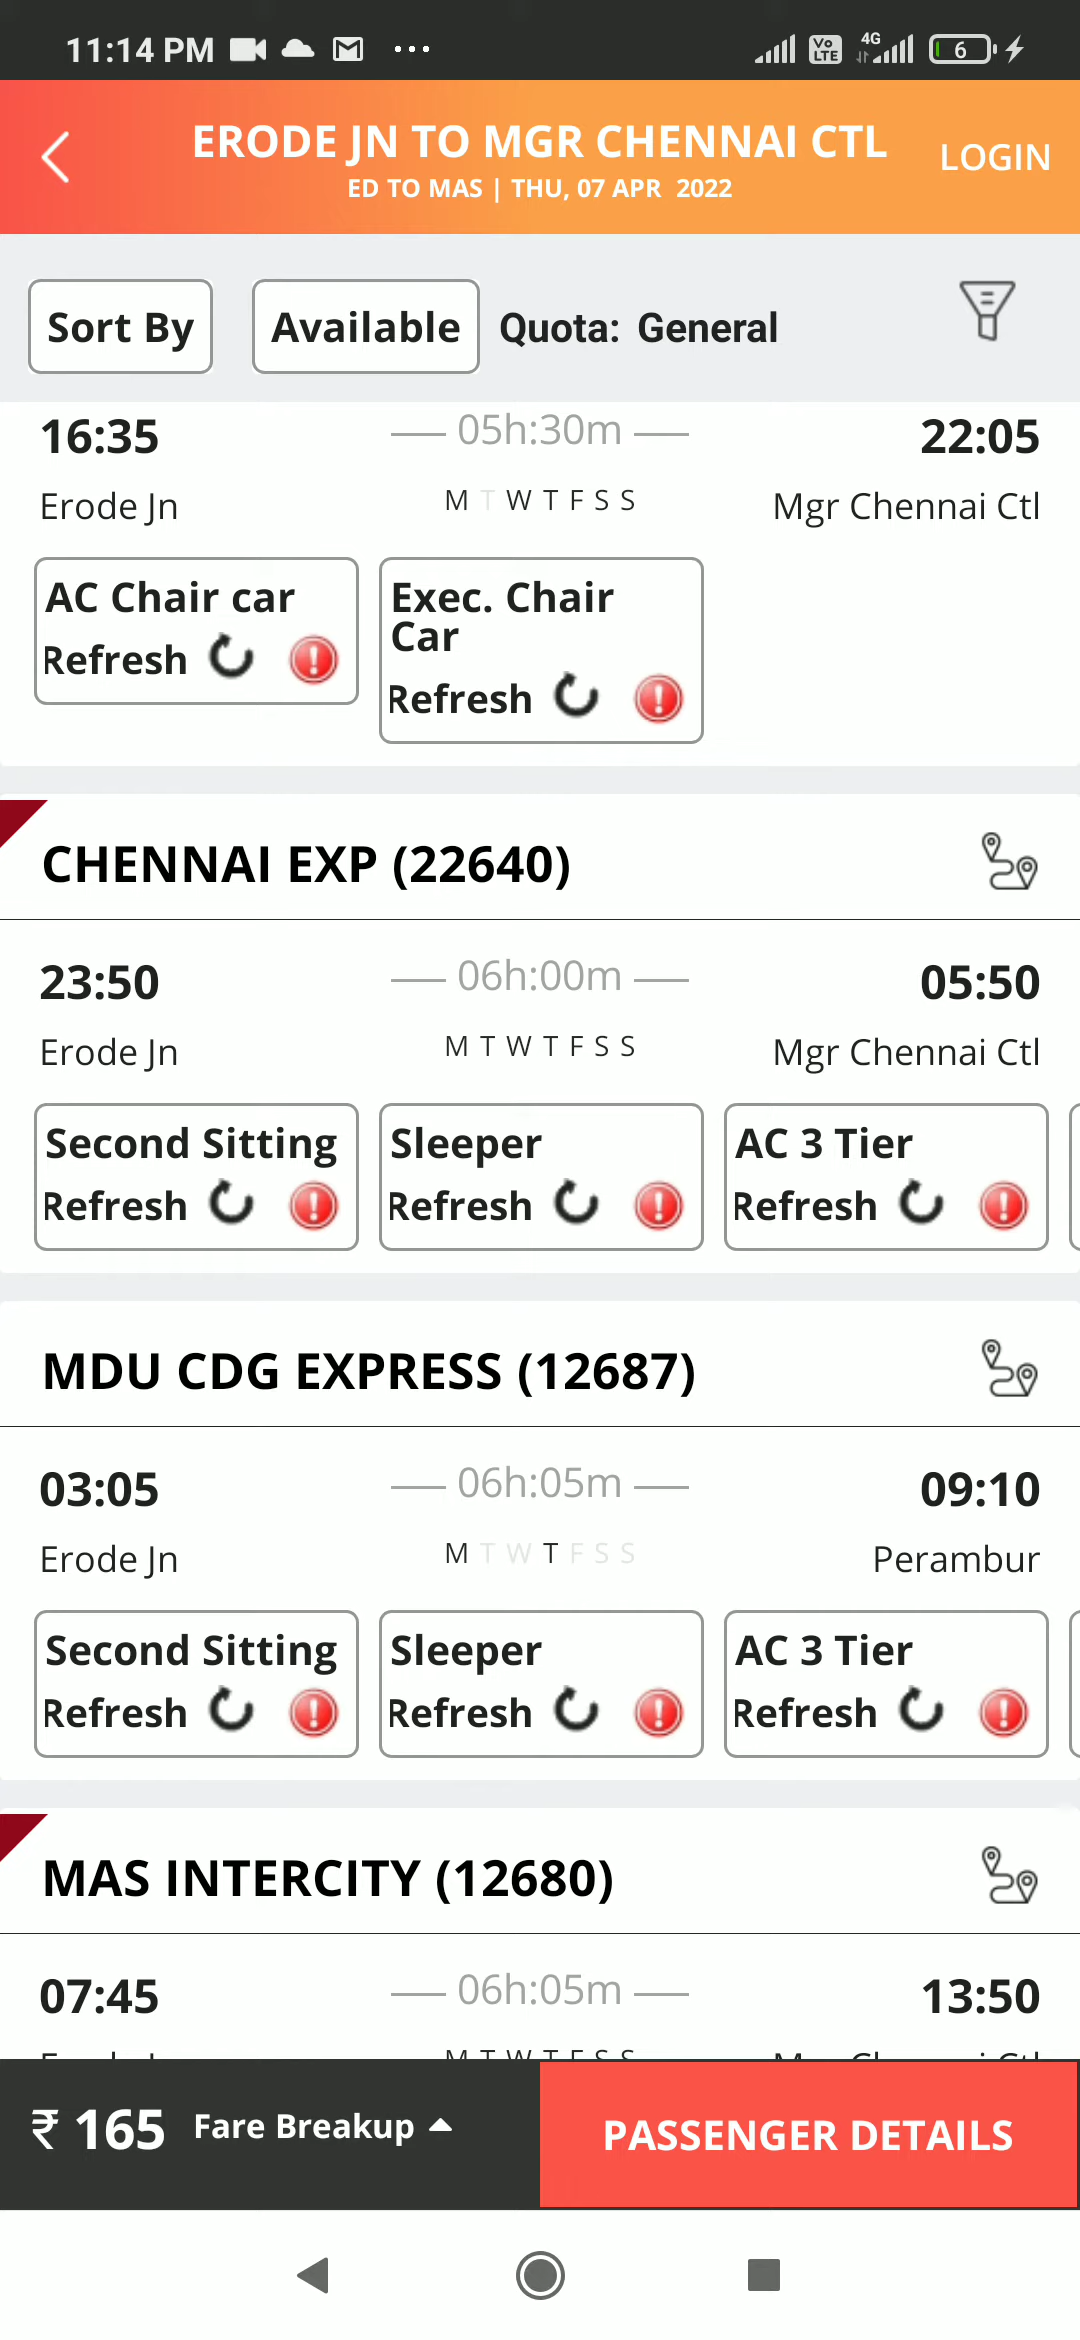 11:14 PM
Vo LTE 4G 6
ERODE JN TO MGR CHENNAI CTL
LOGIN
ED TO MAS | THU, 07 APR 2022
Sort By Available Quota: General
16:35 05h:30m 22:05
Erode Jn M T W T F S S Mgr Chennai Ctl
AC Chair car Exec. Chair
Car
Refresh Refresh
CHENNAI EXP (22640)
23:50 06h:00m 05:50
Erode Jn M T W T F S S Mgr Chennai Ctl
Second Sitting Sleeper AC 3 Tier
Refresh Refresh Refresh
MDU CDG EXPRESS (12687)
03:05 06h:05m 09:10
Erode Jn M T W T F S S Perambur
Second Sitting Sleeper AC 3 Tier
Refresh Refresh Refresh
MAS INTERCITY (12680)
07:45 06h:05m 13:50
₹ 165 Fare Breakup PASSENGER DETAILS